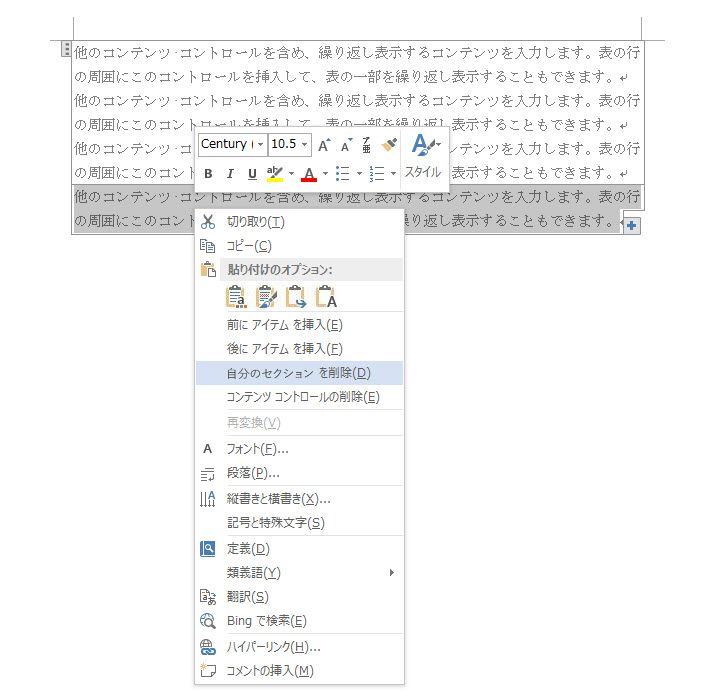 他のコンテンツ コントロールを含め、繰り返し表示するコンテンツを入力します。表の行
の周囲にこのコントロールを挿入して、表の一部を繰り返し表示することもできます。↵
他のコンテンツ コントロールを含め、繰り返し表示するコンテンツを入力します。表の行
の周囲にこのコントロールを挿入して、表の一部を繰り返し表示することもできます。↵
他のコンテンツ コン
ンテンツを入力します。表の行
の周囲にこのコント
繰り返し表示することもできます。↵
Century (
10.5
A A ア亜 A
B I U aby A
スタイル
他のコンテンツ コントロールを含め、繰り返し表示するコンテンツを入力します。表の行
の周囲にこのコント
繰り返し表示することもできます。
切り取り(T)
コピー(C)
貼り付けのオプション:
前に アイテム を挿入(E)
後に アイテム を挿入(F)
自分のセクション を削除(D)
コンテンツ コントロールの削除(E)
再変換(V)
A フォント(F)...
段落(P)...
縦書きと横書き(X)...
記号と特殊文字(S)
定義(D)
類義語(Y)
翻訳(S)
Bing で検索(E)
ハイパーリンク(H)...
コメントの挿入(M)